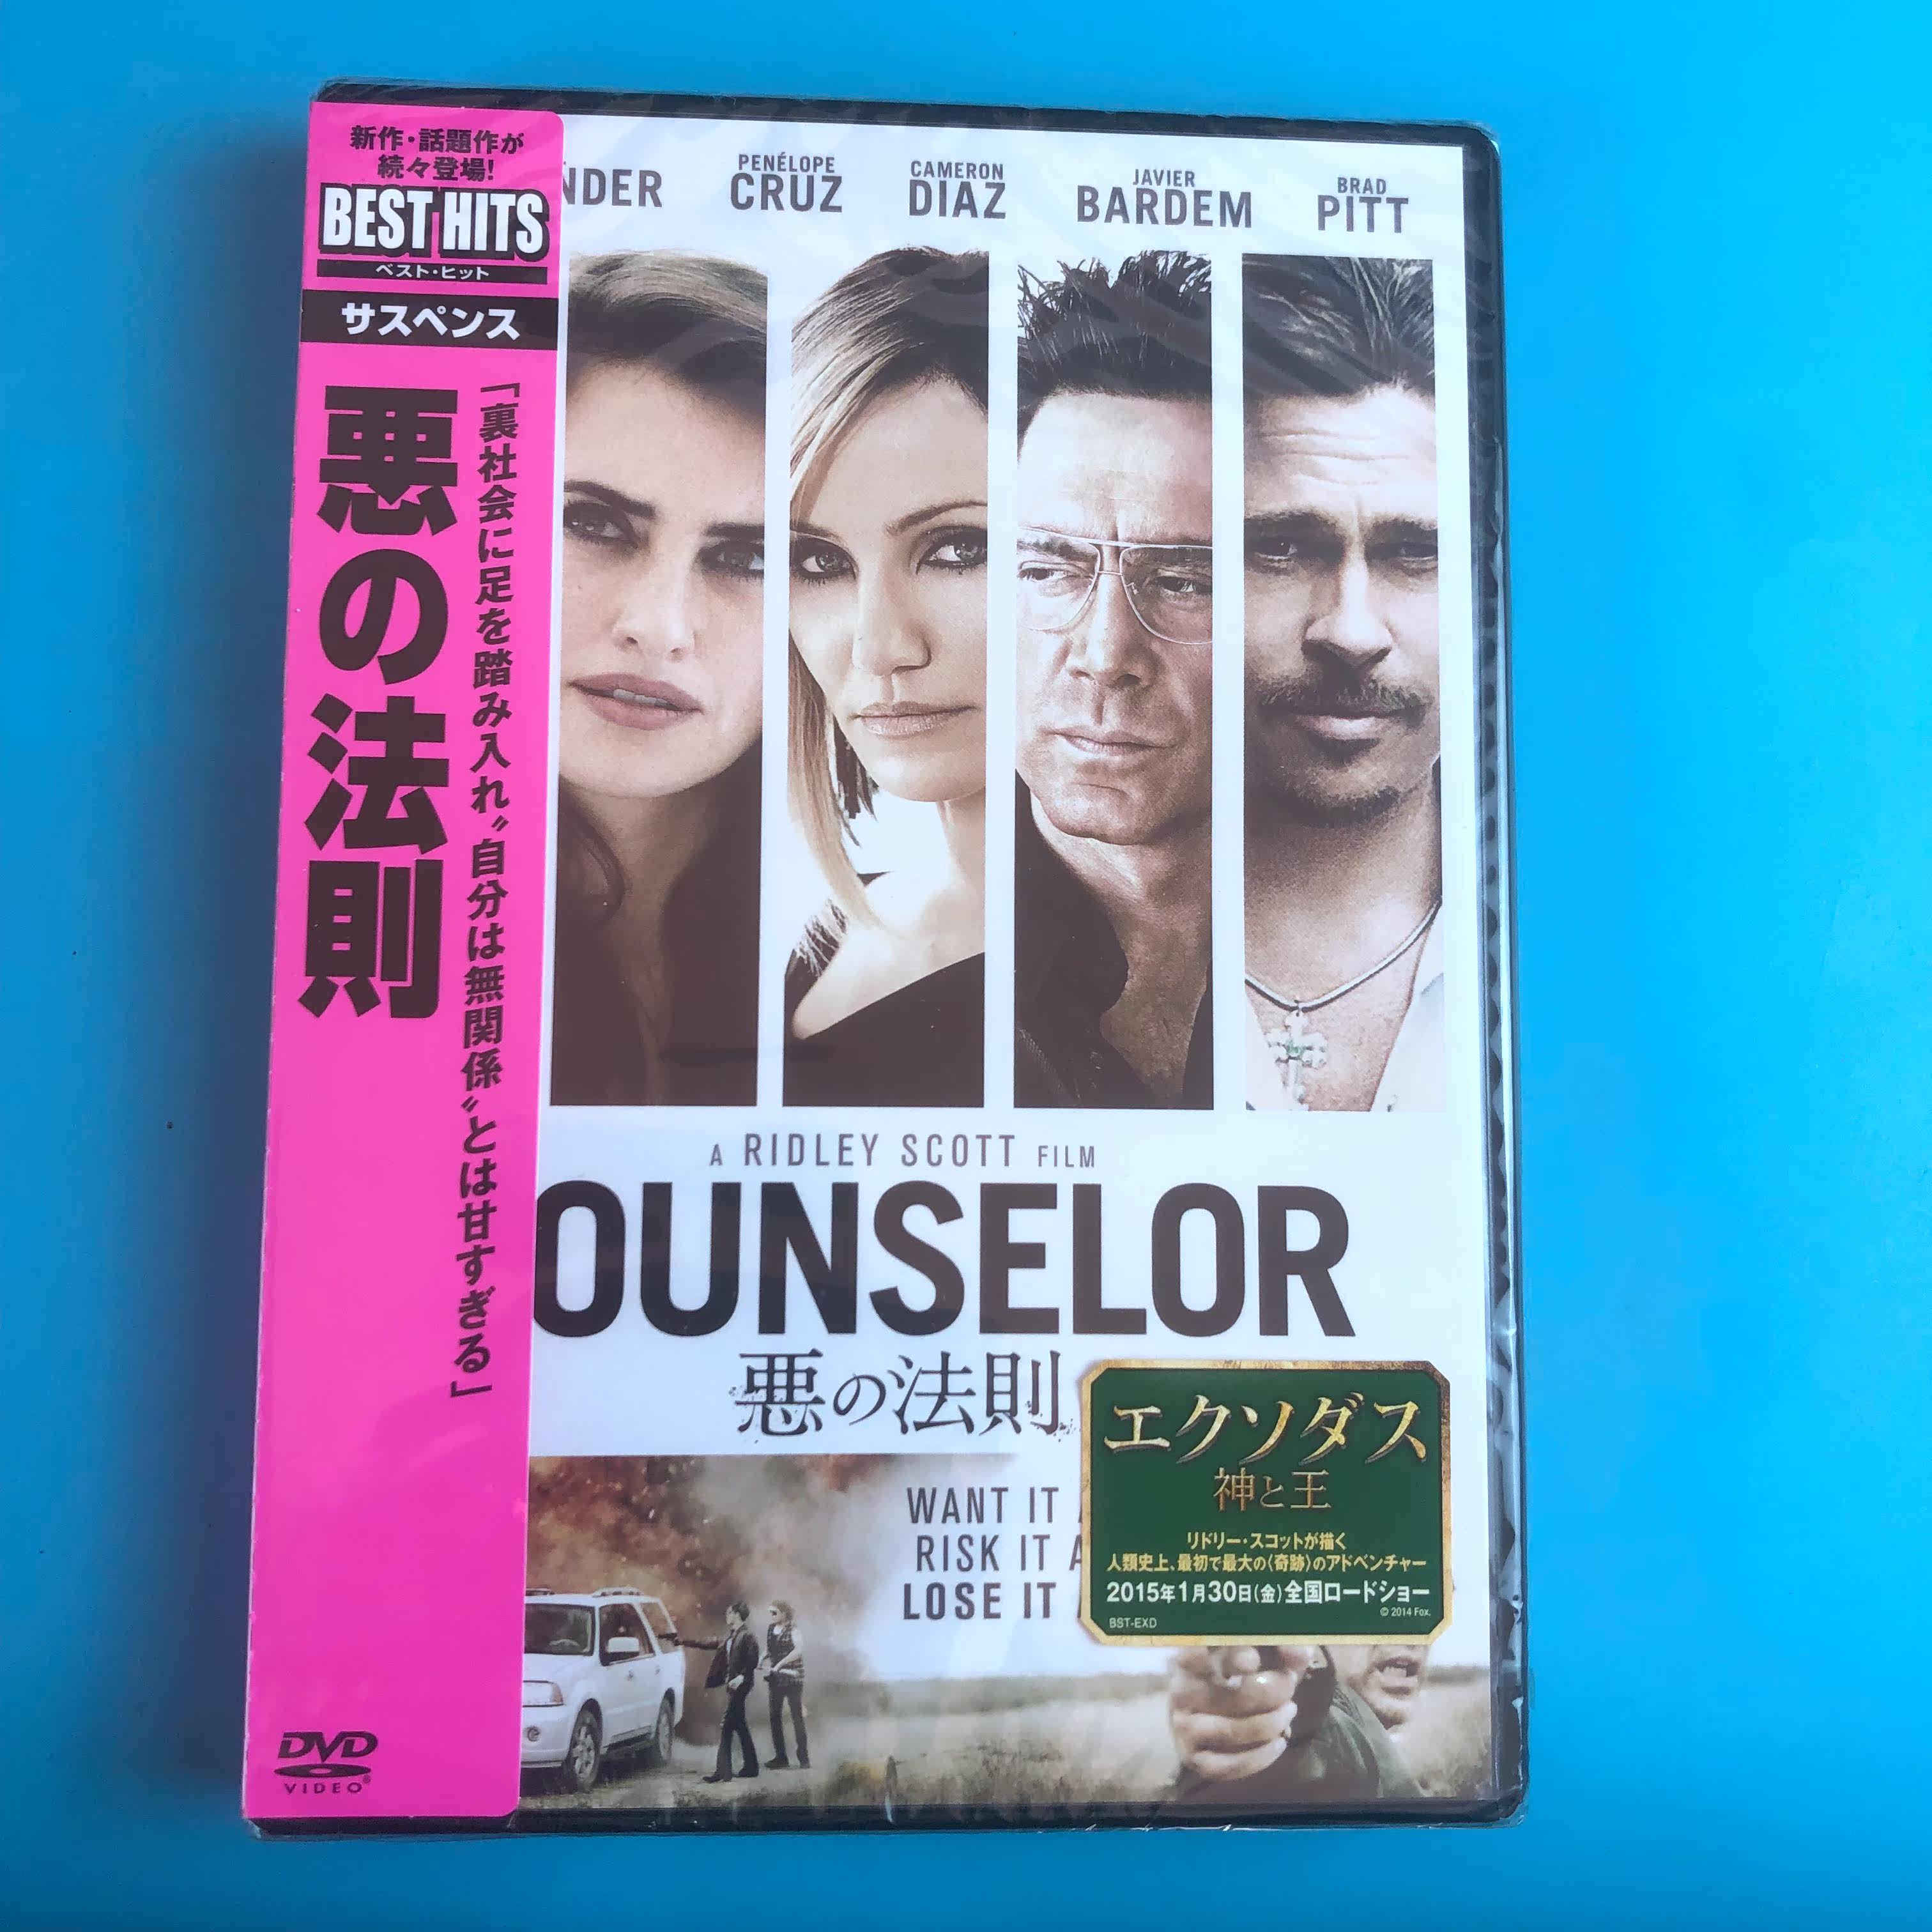 新作・話題作が
続々登場!
BEST HITS
ベスト・ヒット
サスペンス
「裏社会に足を踏み入れ〝自分は無関係〟とは甘すぎる」
悪の法則
DVD
VIDEO®
NDER
PENÉLOPE
CRUZ
CAMERON
DIAZ
JAVIER
BARDEM
BRAD
PITT
A RIDLEY SCOTT FILM
OUNSELOR
悪の法則
WANT IT
RISK IT A
LOSE IT
エクソダス
神と王
リドリー・スコットが描く
人類史上、最初で最大の〈奇跡〉のアドベンチャー
2015年1月30日(金)全国ロードショー
© 2014 Fox.
BST-EXD